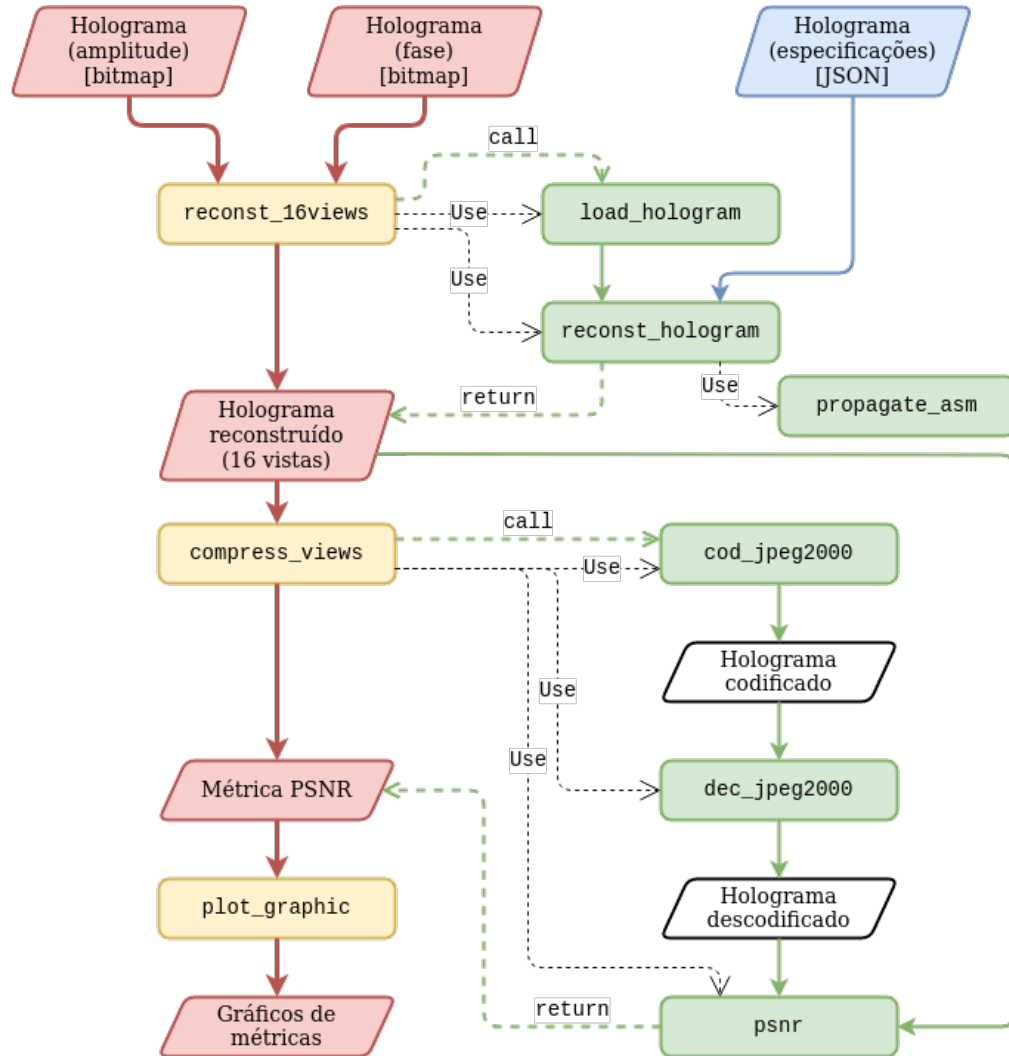 Holograma
(amplitude)
[bitmap]
Holograma
(fase)
[bitmap]
Holograma
(especificações)
[JSON]
call
reconst_16views
Use
load_hologram
Use
reconst_hologram
return
Use
propagate_asm
Holograma
reconstruído
(16 vistas)
call
compress_views
Use
cod_jpeg2000
Holograma
codificado
Use
Use
Métrica PSNR
dec_jpeg2000
plot_graphic
Holograma
descodificado
return
psnr
Gráficos de
métricas